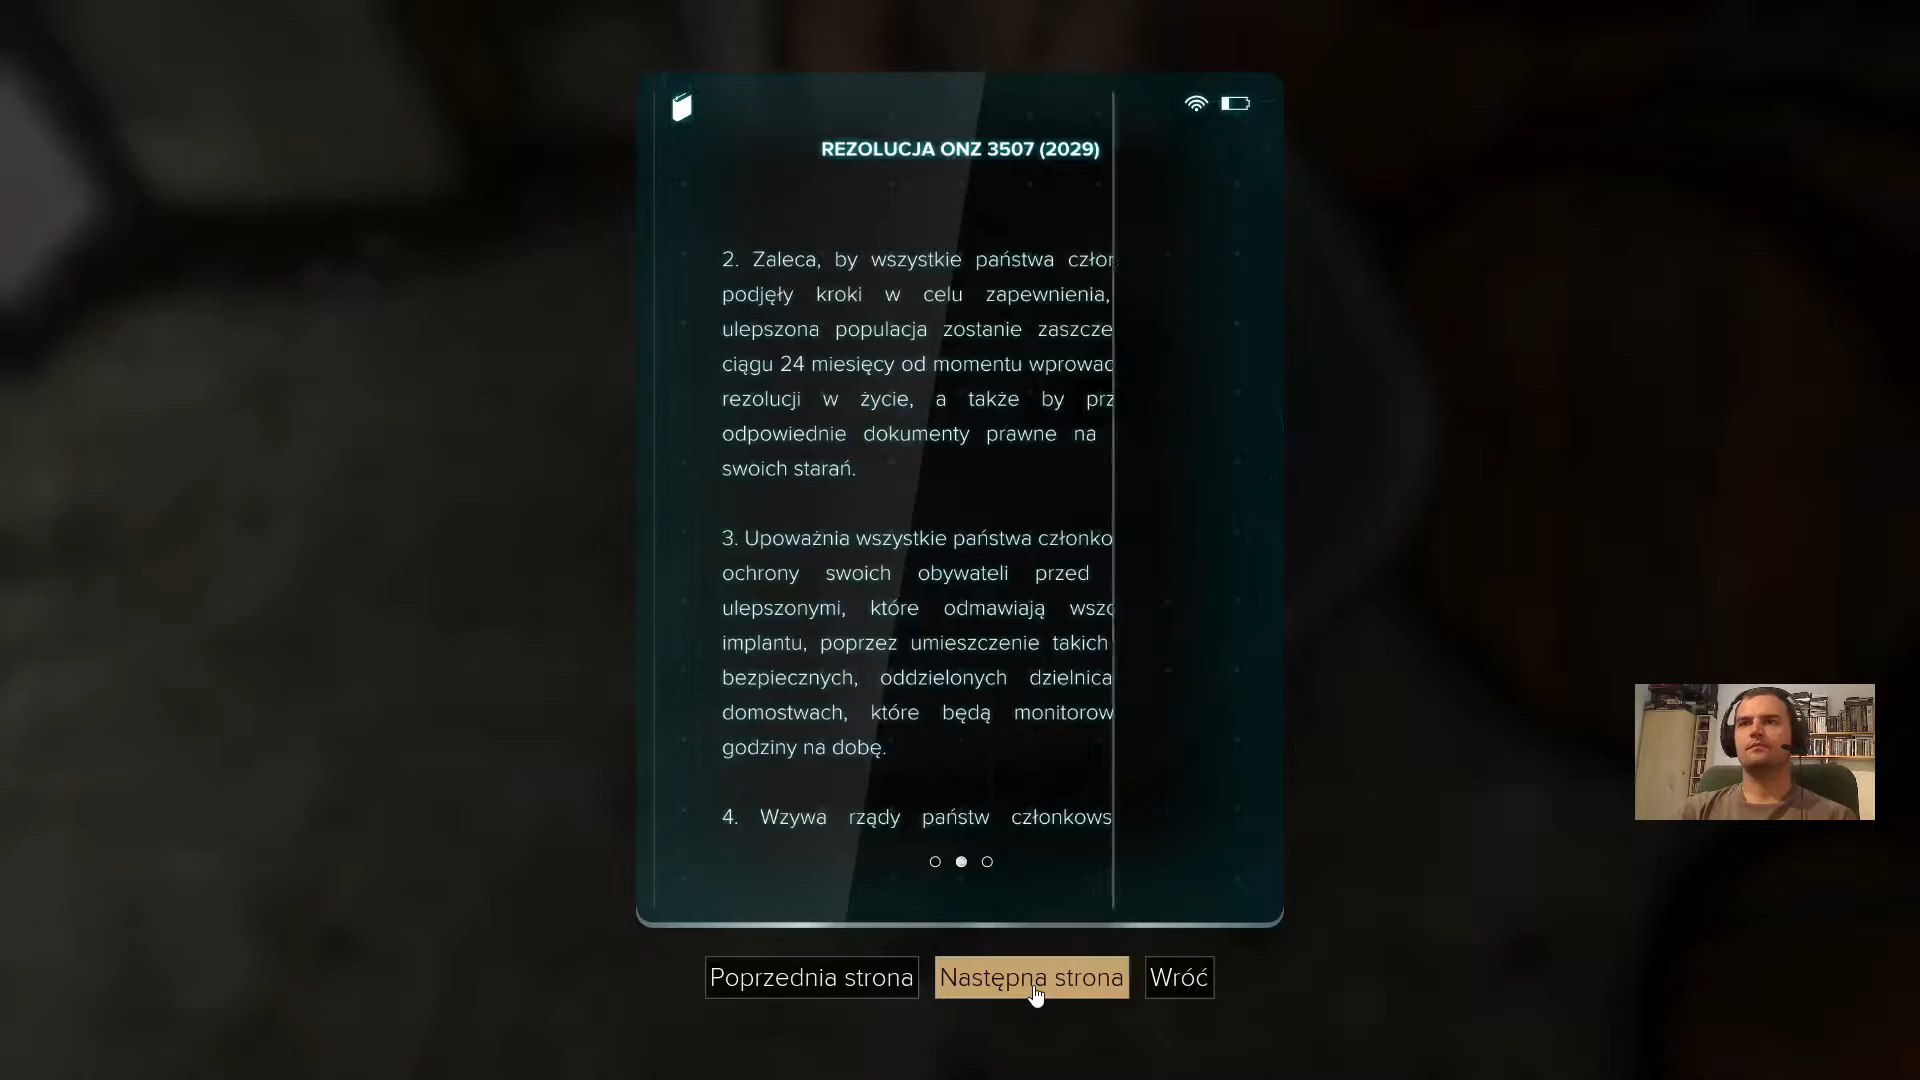 REZOLUCJA ONZ 3507 (2029)
2. Zaleca, by wszystkie państwa człon
podjęły kroki w celu zapewnienia,
ulepszona populacja zostanie zaszcze
ciągu 24 miesięcy od momentu wprowad
rezolucji w życie, a także by prz
odpowiednie dokumenty prawne na
swoich starań.
3. Upoważnia wszystkie państwa członko
ochrony swoich obywateli przed
ulepszonymi, które odmawiają wszc
implantu, poprzez umieszczenie takich
bezpiecznych, oddzielonych dzielnica
domostwach, które będą monitorow
godziny na dobę.
4. Wzywa rządy państw członkows
Poprzednia strona
Następna strona
Wróć